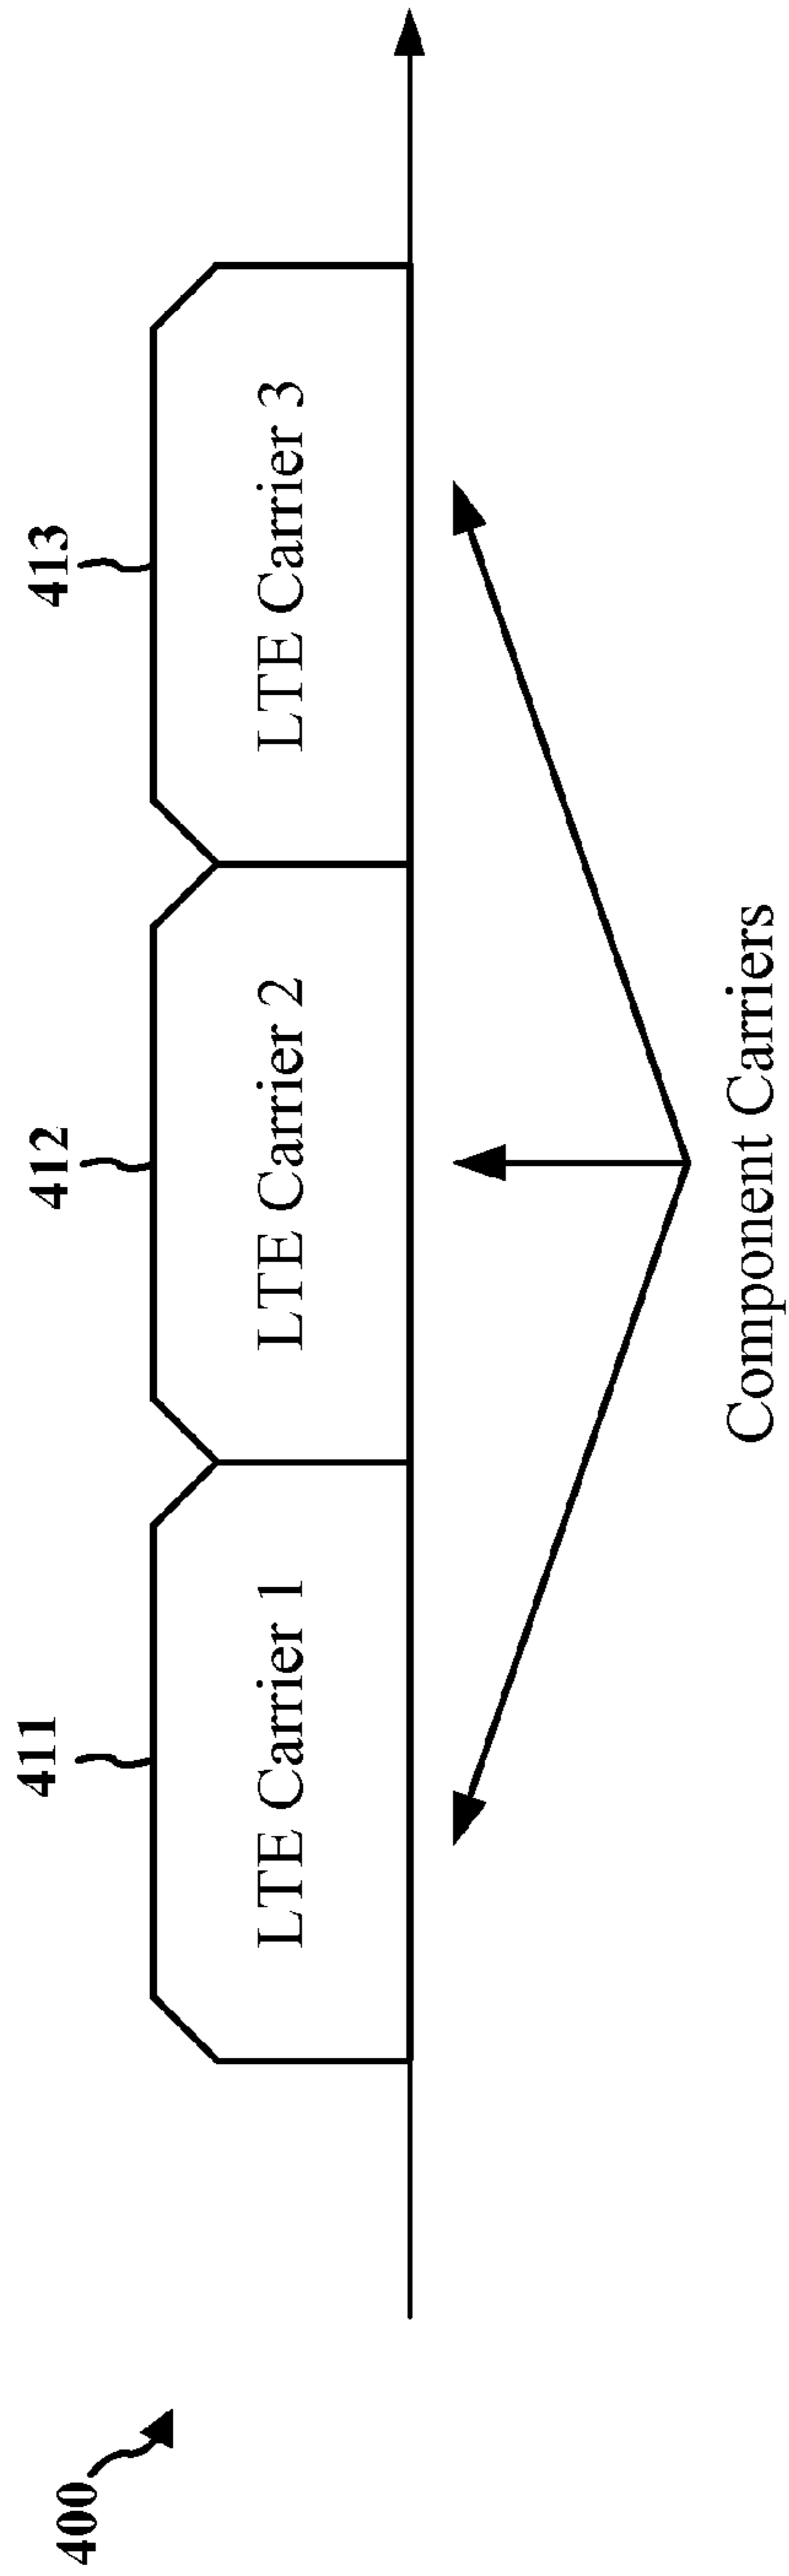 400
411
412
413
LTE Carrier 1
LTE Carrier 2
LTE Carrier 3
Component Carriers